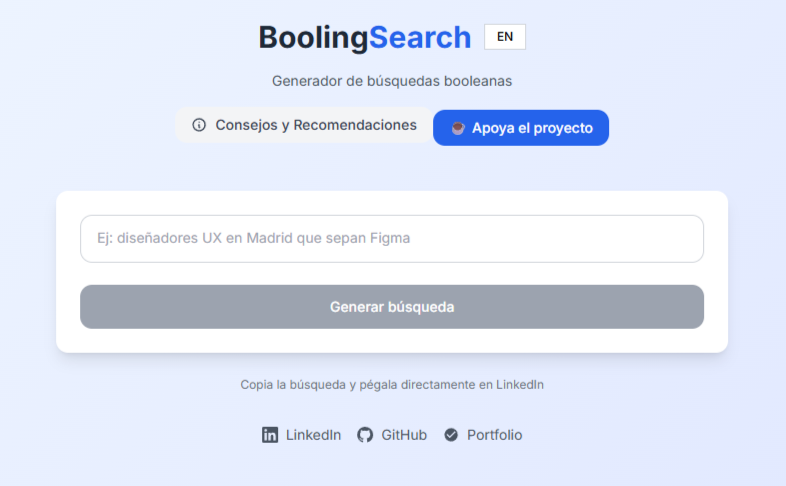 BoolingSearch EN
Generador de búsquedas booleanas
Consejos y Recomendaciones Apoya el proyecto
Ej: diseñadores UX en Madrid que sepan Figma
Generar búsqueda
Copia la búsqueda y pégala directamente en LinkedIn
LinkedIn GitHub Portfolio